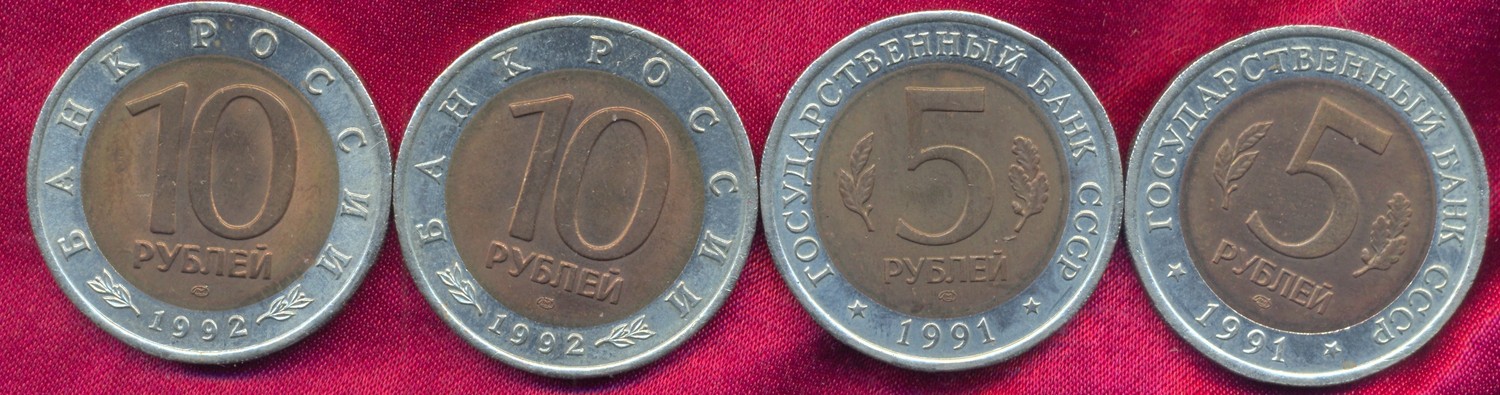 БАНК РОССИИ
10
РУБЛЕЙ
1992
БАНК РОССИИ
10
РУБЛЕЙ
1992
ГОСУДАРСТВЕННЫЙ БАНК СССР
5
РУБЛЕЙ
1991
ГОСУДАРСТВЕННЫЙ БАНК СССР
5
РУБЛЕЙ
1991